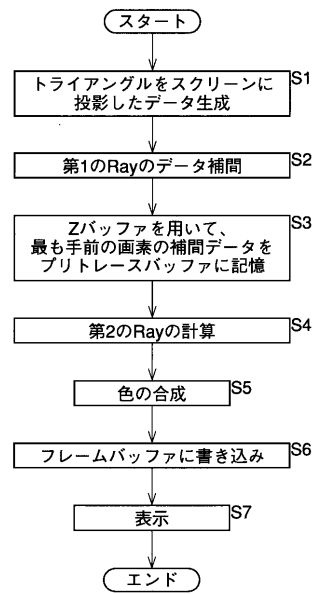 スタート
トライアングルをスクリーンに
投影したデータ生成
S1
第1のRayのデータ補間
S2
Zバッファを用いて、
最も手前の画素の補間データを
プリトレースバッファに記憶
S3
第2のRayの計算
S4
色の合成
S5
フレームバッファに書き込み
S6
表示
S7
エンド